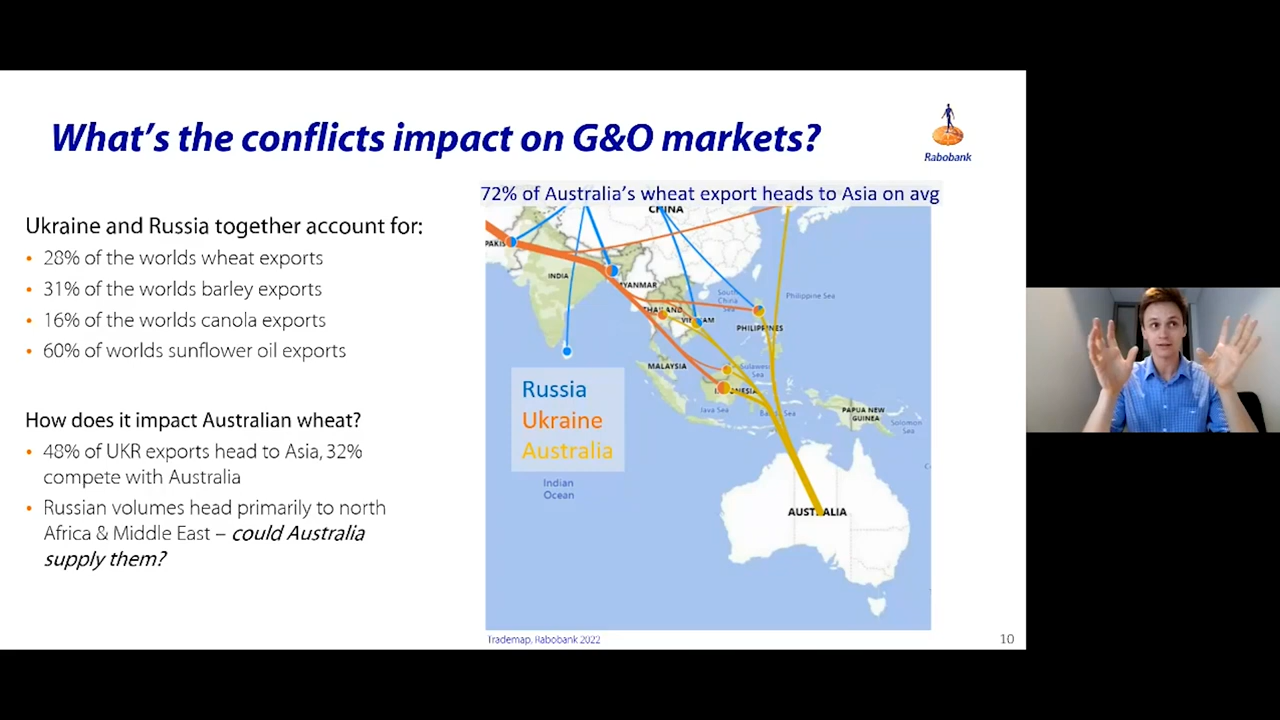 What's the conflicts impact on G&O markets?
Rabobank
Ukraine and Russia together account for:
• 28% of the worlds wheat exports
• 31% of the worlds barley exports
• 16% of the worlds canola exports
• 60% of worlds sunflower oil exports
How does it impact Australian wheat?
• 48% of UKR exports head to Asia, 32%
compete with Australia
• Russian volumes head primarily to north
Africa & Middle East – could Australia
supply them?
72% of Australia's wheat export heads to Asia on avg
CHINA
PAKIS
INDIA
MYANMAR
South
China
Sea
Philippine Sea
THAILAND
VIETNAM
PHILIPPINES
MALAYSIA
Sulawesi
Sea
INDONESIA
Java Sea
PAPUA NEW
GUINEA
Solomon
Sea
Russia
Ukraine
Australia
Indian
Ocean
AUSTRALIA
Trademap, Rabobank 2022
10